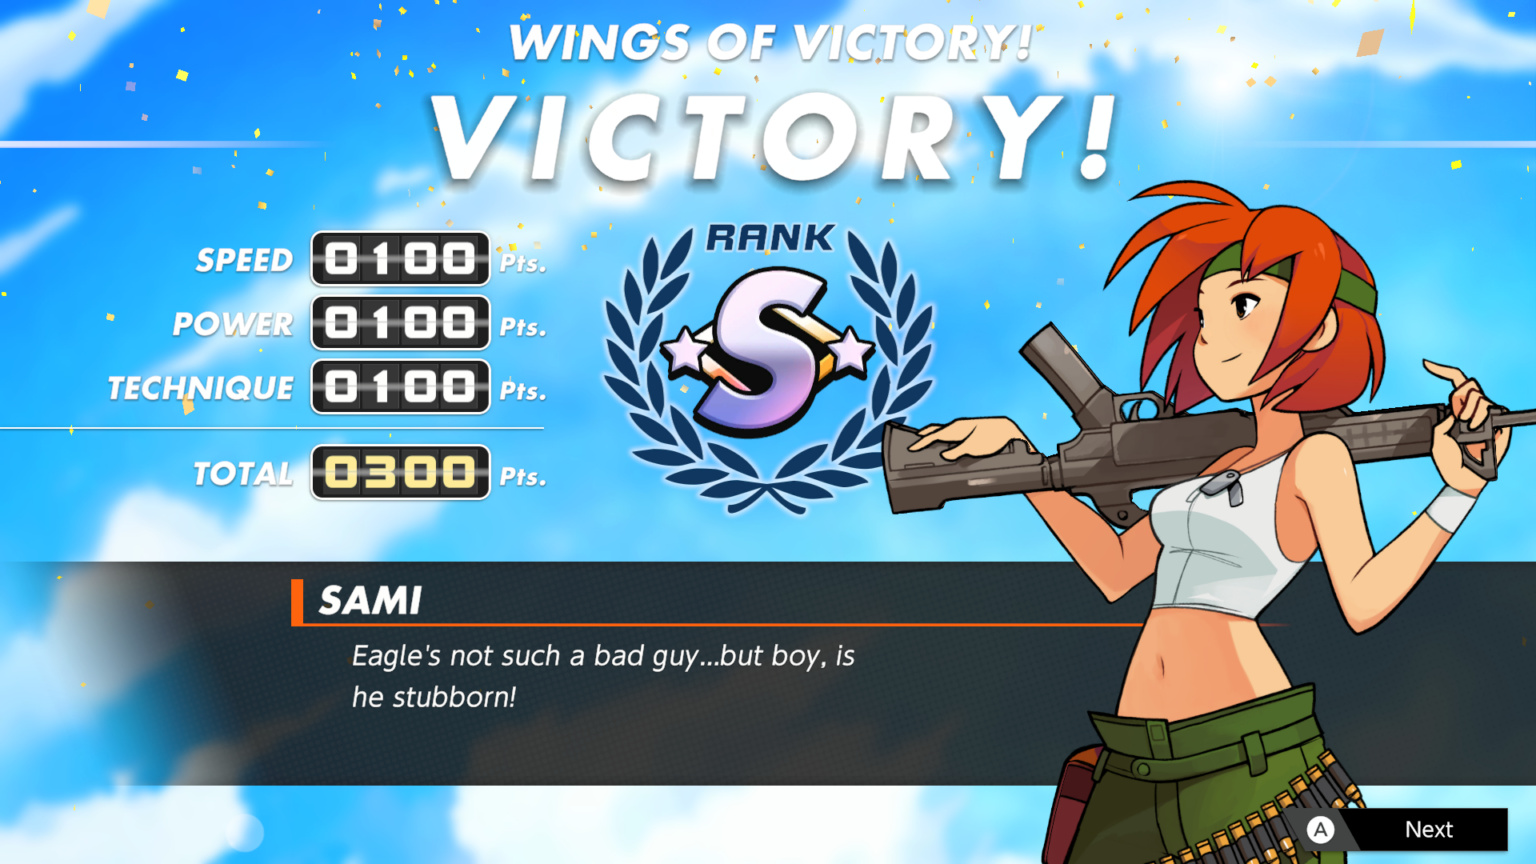 WINGS OF VICTORY!
VICTORY!
SPEED 0100 Pts.
POWER 0100 Pts.
TECHNIQUE 0100 Pts.
TOTAL 0300 Pts.
RANK
S
SAMI
Eagle's not such a bad guy...but boy, is
he stubborn!
A Next